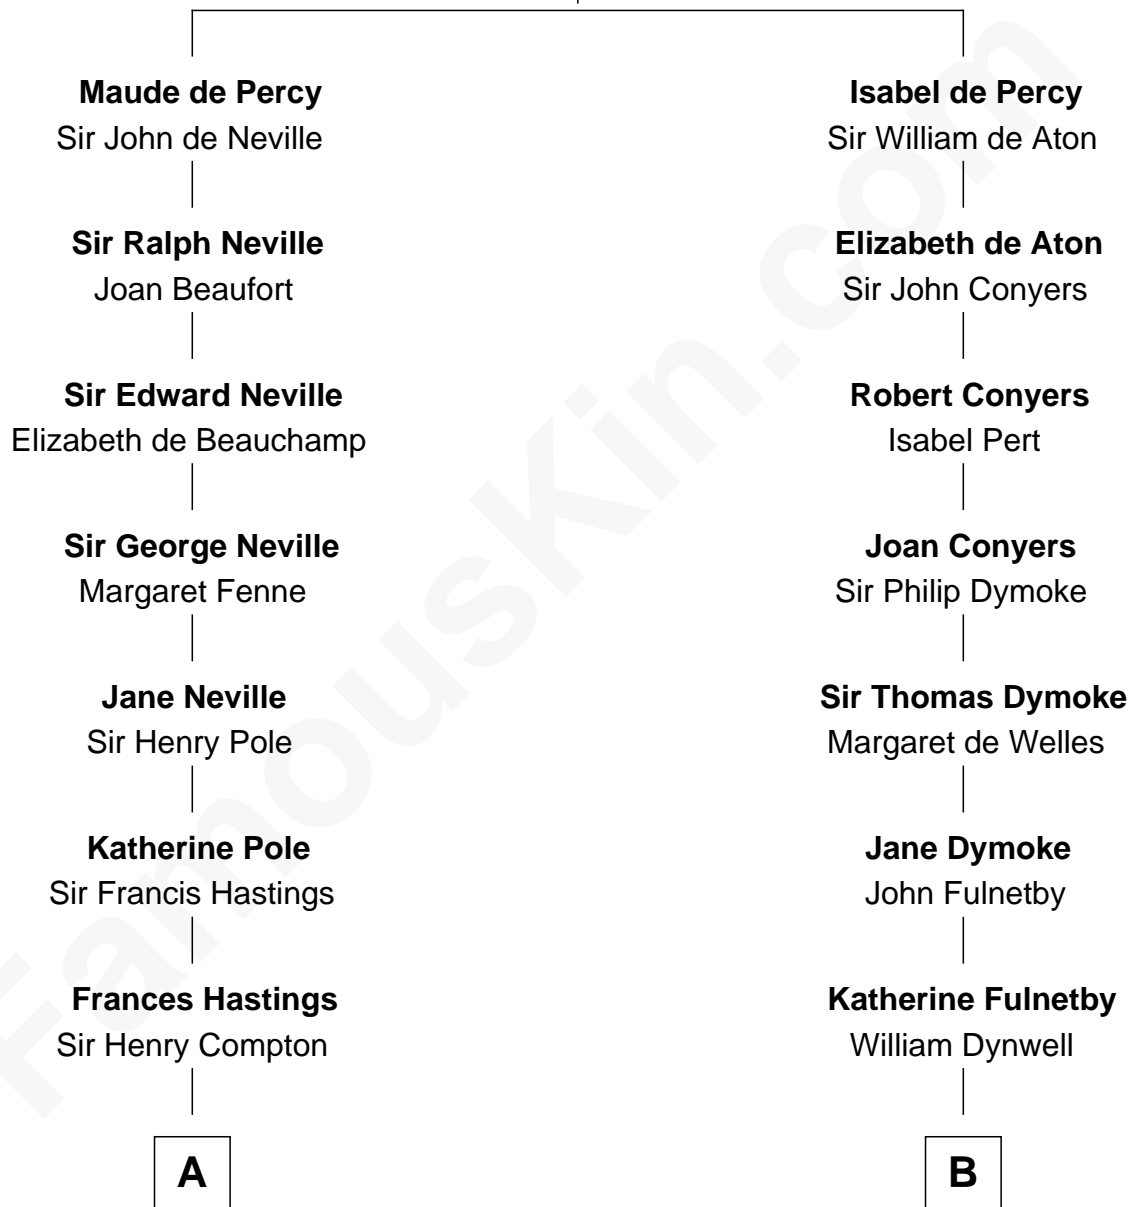 Maude de Percy
Sir John de Neville
Sir Ralph Neville
Joan Beaufort
Sir Edward Neville
Elizabeth de Beauchamp
Sir George Neville
Margaret Fenne
Jane Neville
Sir Henry Pole
Katherine Pole
Sir Francis Hastings
Frances Hastings
Sir Henry Compton
A
Isabel de Percy
Sir William de Aton
Elizabeth de Aton
Sir John Conyers
Robert Conyers
Isabel Pert
Joan Conyers
Sir Philip Dymoke
Sir Thomas Dymoke
Margaret de Welles
Jane Dymoke
John Fulnetby
Katherine Fulnetby
William Dynwell
B
FamousKin.com